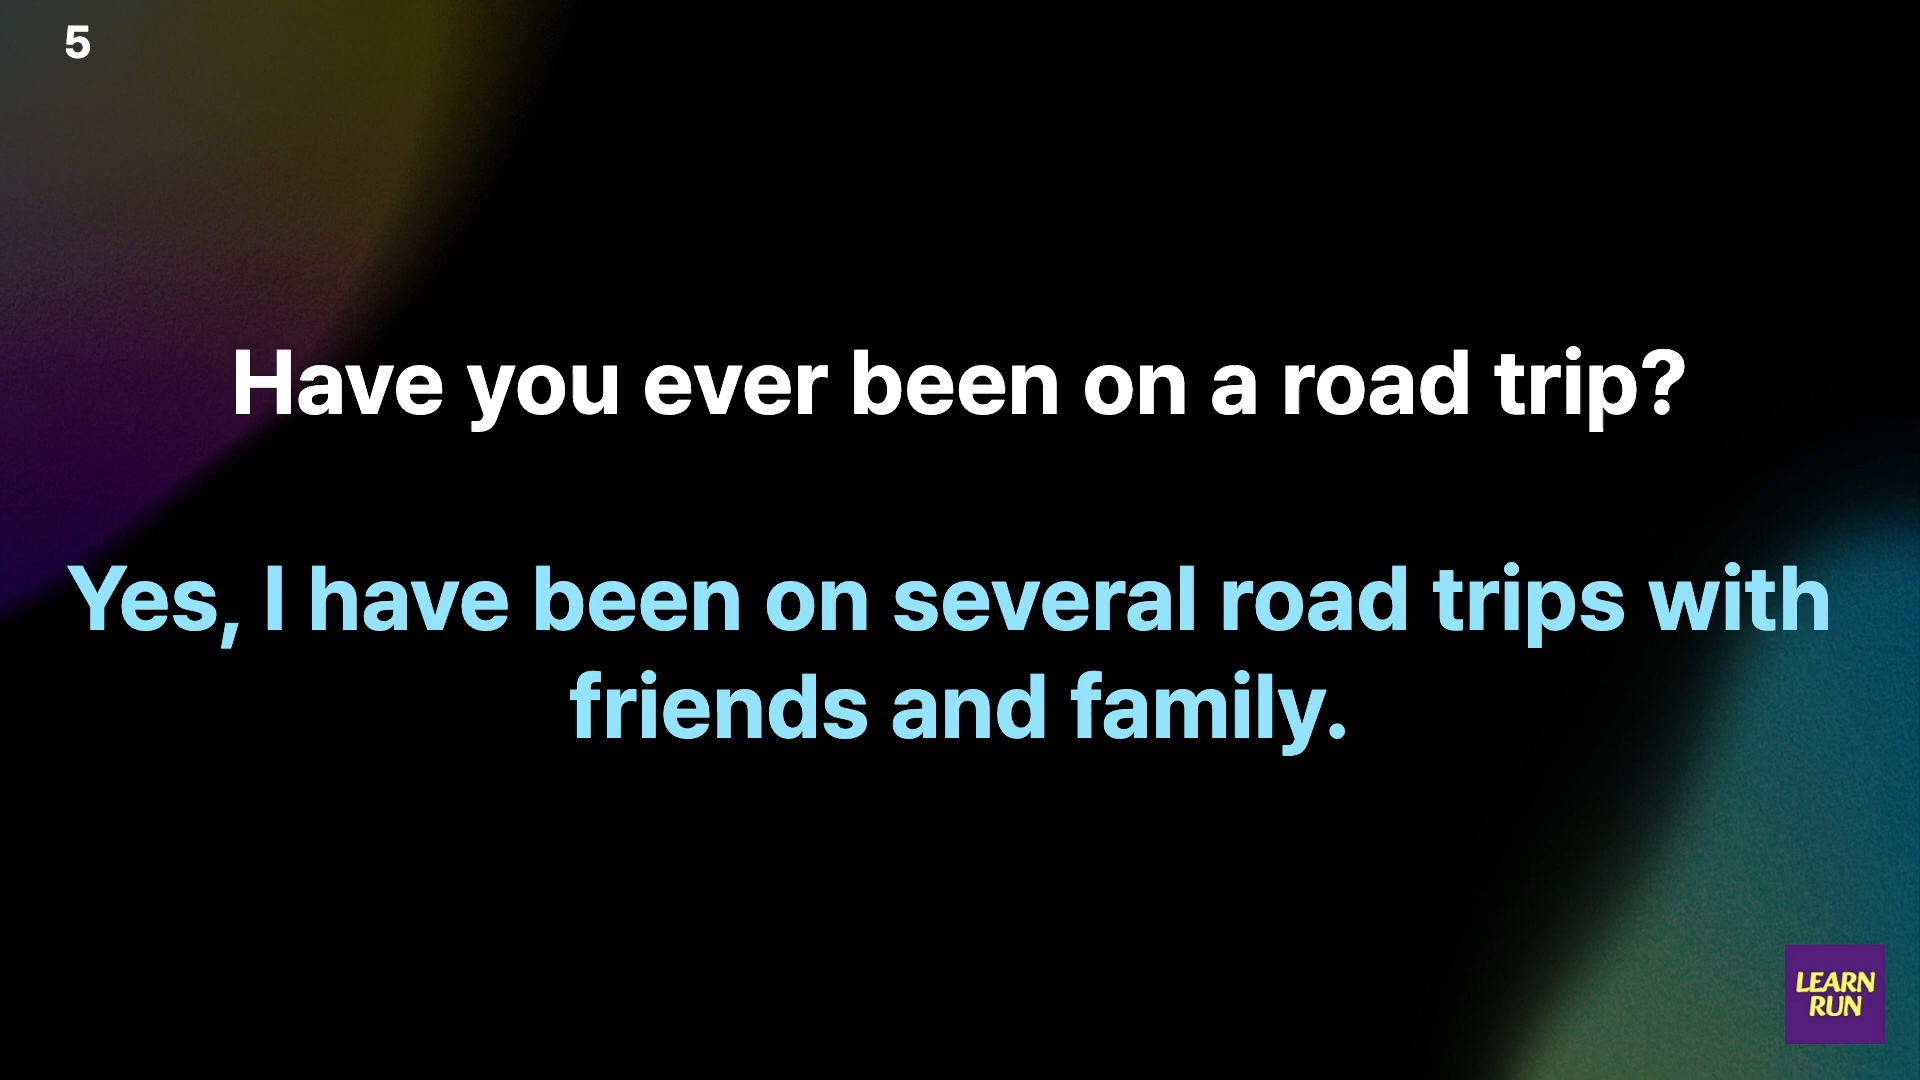 5
Have you ever been on a road trip?
Yes, I have been on several road trips with
friends and family.
LEARN
RUN